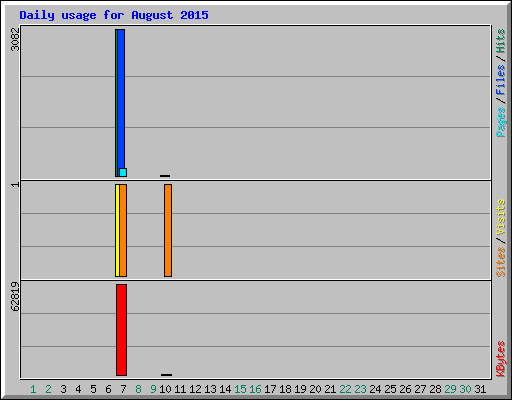 Daily usage for August 2015
3082
1
62819
Pages / Files / Hits
Sites / Visits
KBytes
1 2 3 4 5 6 7 8 9 10 11 12 13 14 15 16 17 18 19 20 21 22 23 24 25 26 27 28 29 30 31